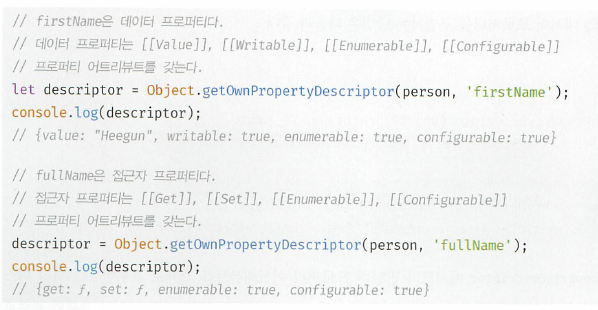 // firstName은 데이터 프로퍼티다.
// 데이터 프로퍼티는 [[Value]], [[Writable]], [[Enumerable]], [[Configurable]]
// 프로퍼티 어트리뷰트를 갖는다.
let descriptor = Object.getOwnPropertyDescriptor(person, 'firstName');
console.log(descriptor);
// {value: "Heegun", writable: true, enumerable: true, configurable: true}

// fullName은 접근자 프로퍼티다.
// 접근자 프로퍼티는 [[Get]], [[Set]], [[Enumerable]], [[Configurable]]
// 프로퍼티 어트리뷰트를 갖는다.
descriptor = Object.getOwnPropertyDescriptor(person, 'fullName');
console.log(descriptor);
// {get: ƒ, set: ƒ, enumerable: true, configurable: true}